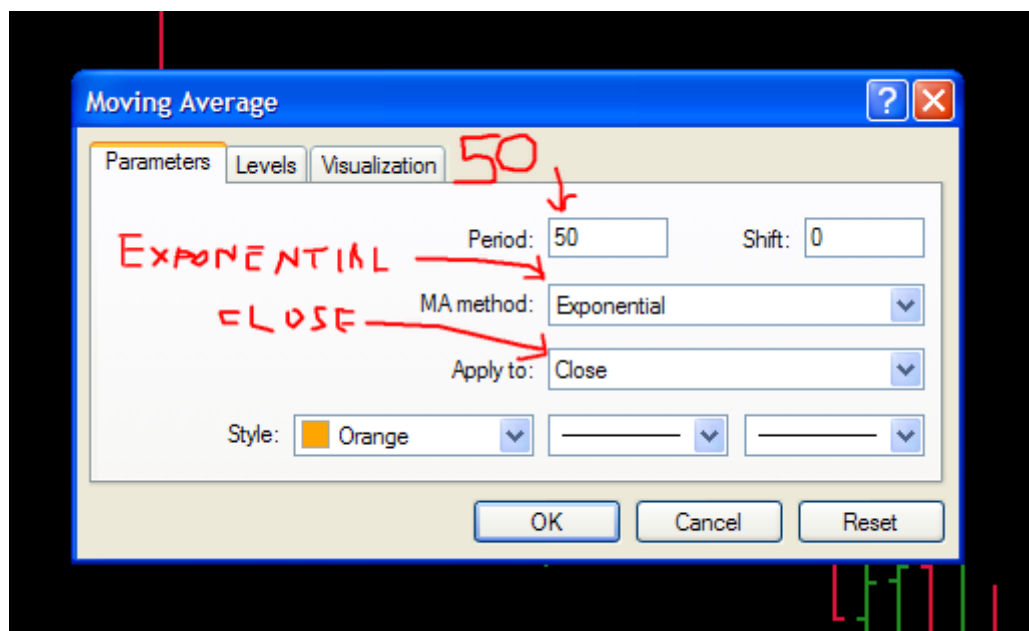 Moving Average
Parameters Levels Visualization 50
Period: 50 Shift: 0
EXPONENTIAL
MA method: Exponential
CLOSE
Apply to: Close
Style: Orange
OK Cancel Reset